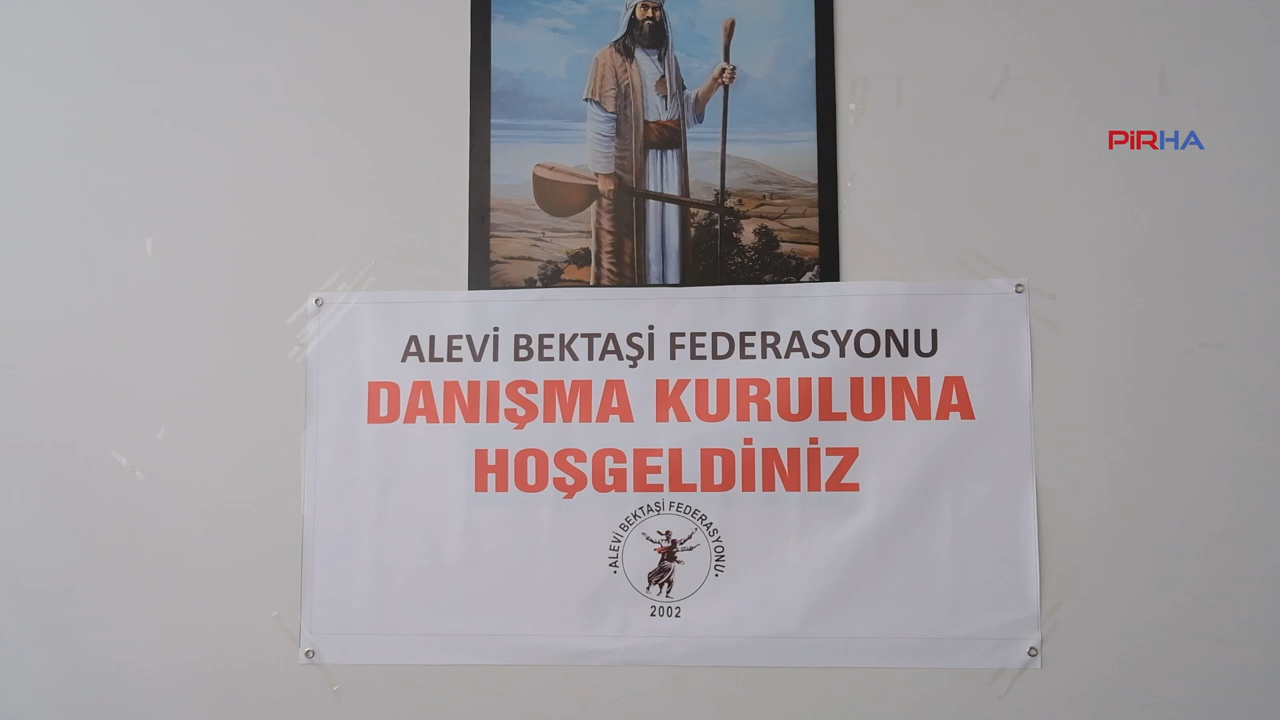 PiRHA
ALEVİ BEKTAŞİ FEDERASYONU
DANIŞMA KURULUNA
HOŞGELDİNİZ
•ALEVİ BEKTAŞİ FEDERASYONU•
2002